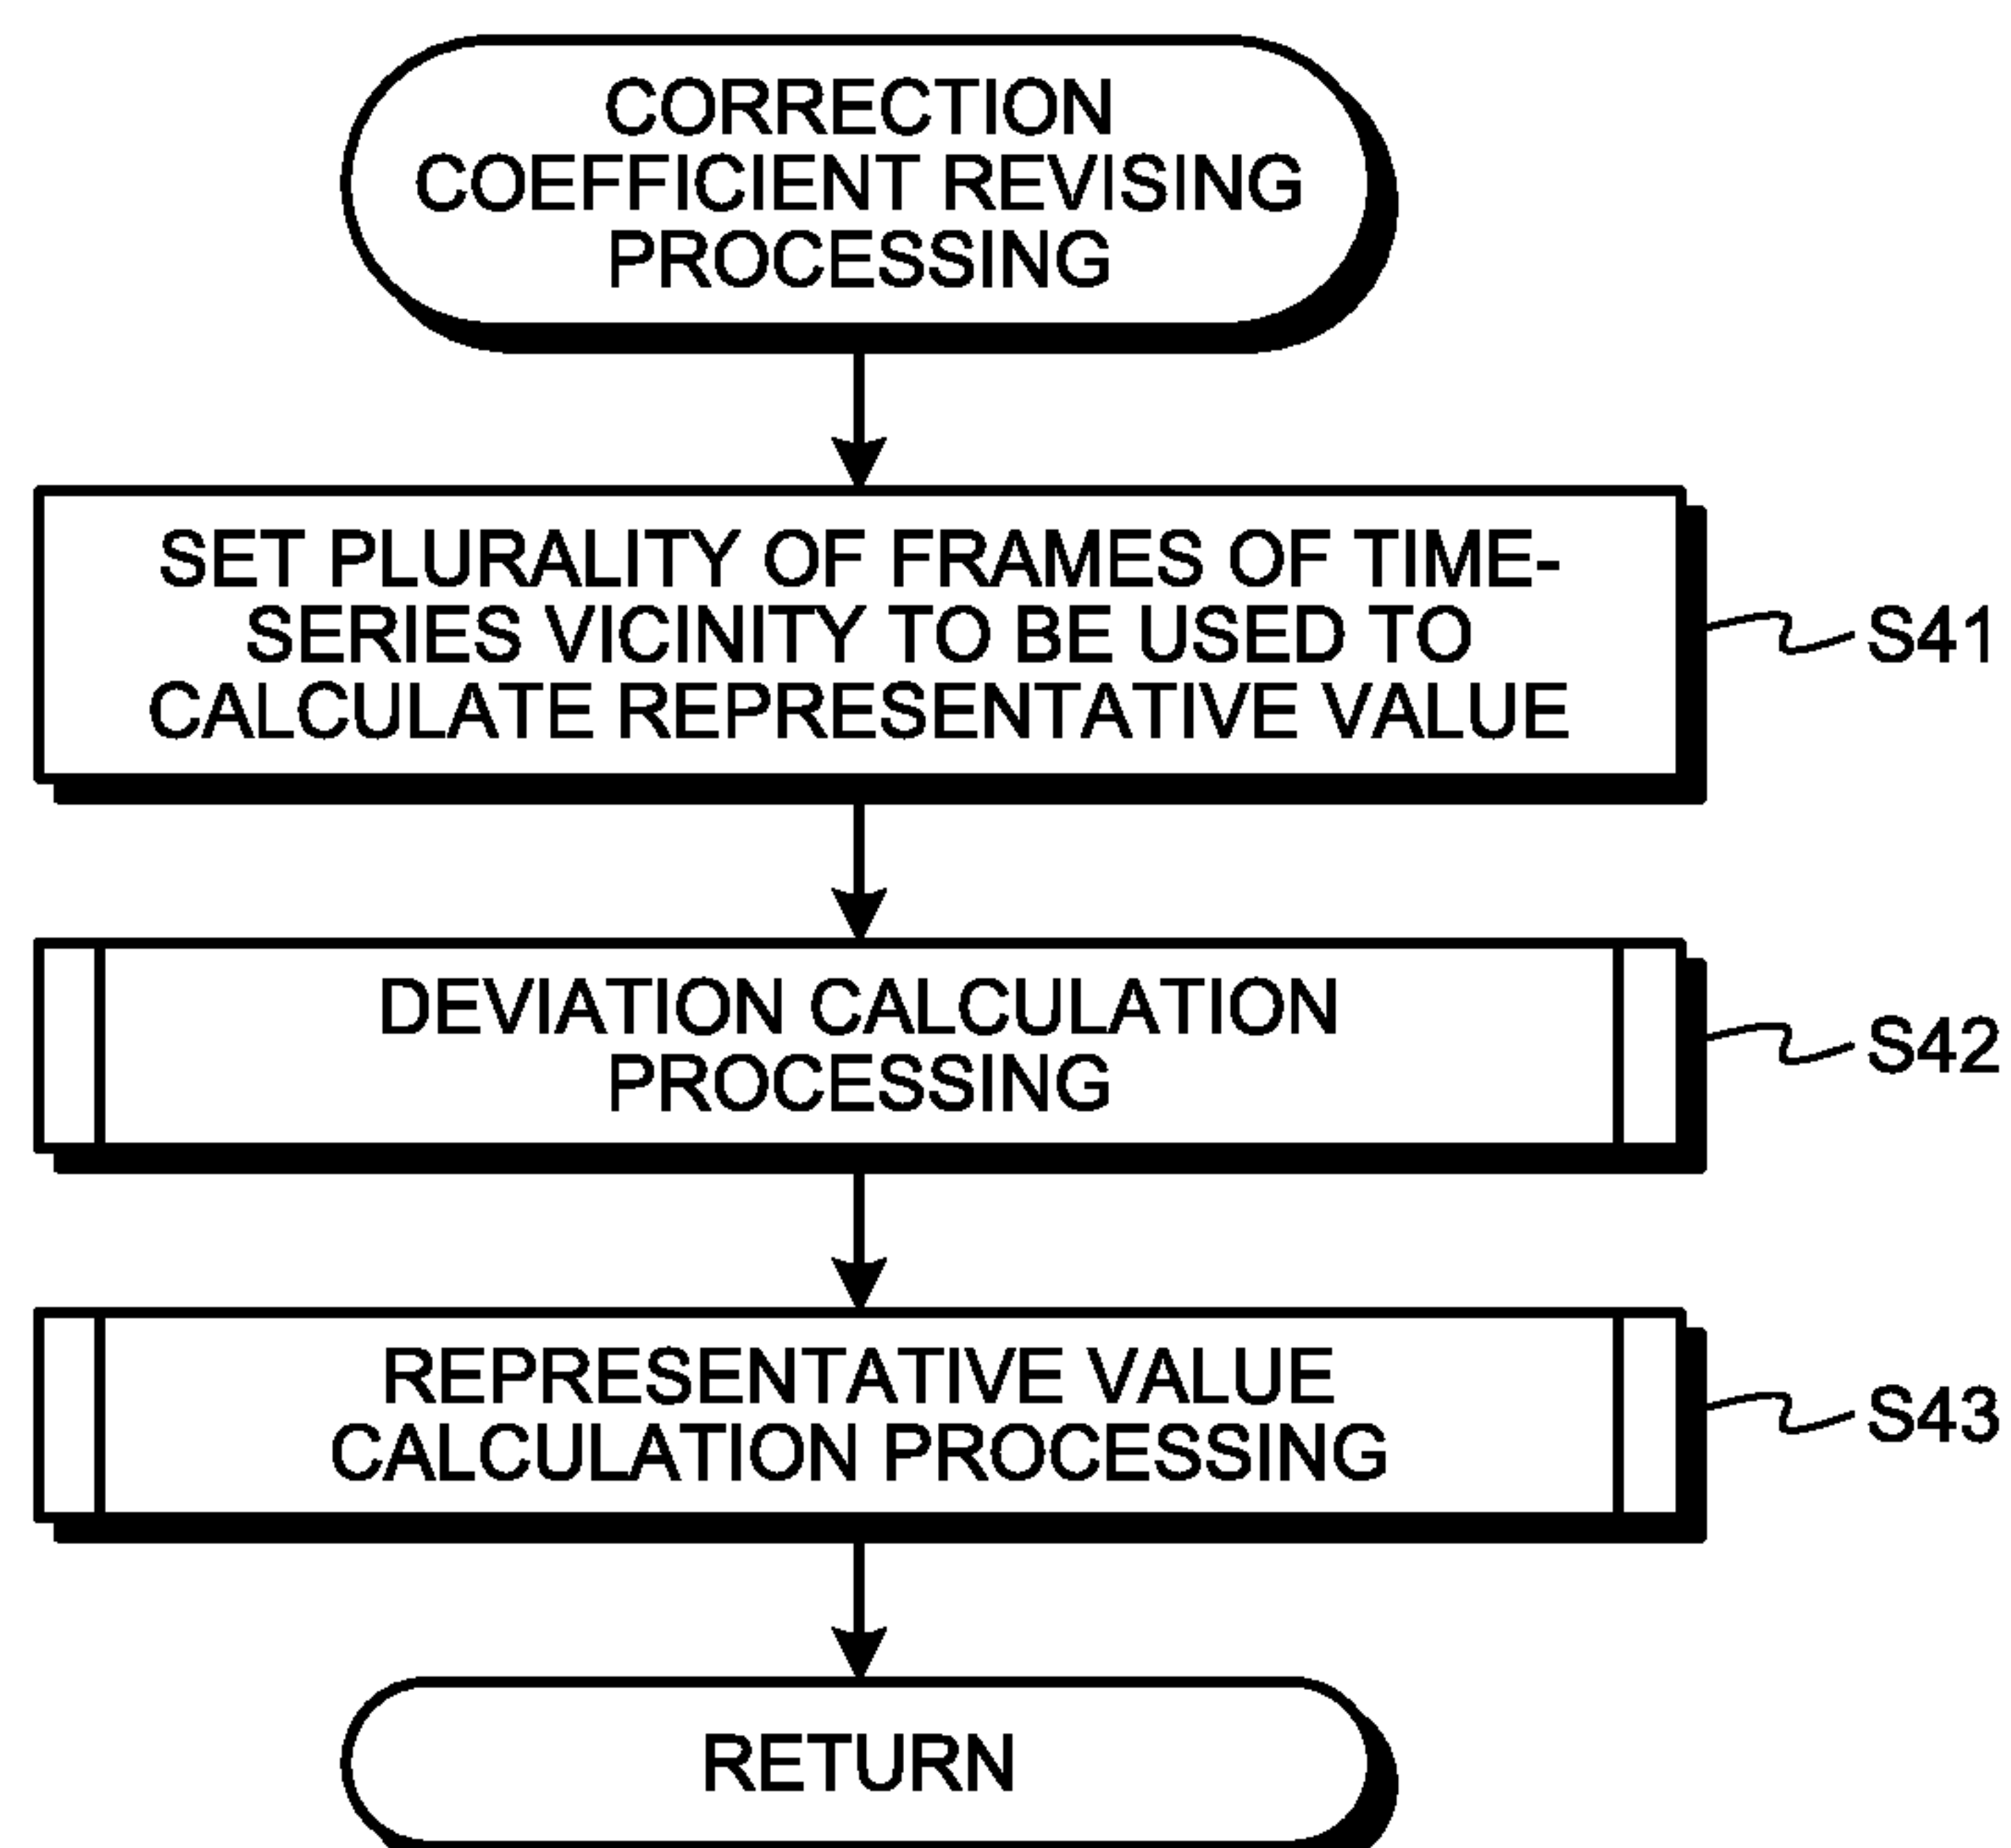 CORRECTION
COEFFICIENT REVISING
PROCESSING
SET PLURALITY OF FRAMES OF TIME-
SERIES VICINITY TO BE USED TO
CALCULATE REPRESENTATIVE VALUE
S41
DEVIATION CALCULATION
PROCESSING
S42
REPRESENTATIVE VALUE
CALCULATION PROCESSING
S43
RETURN